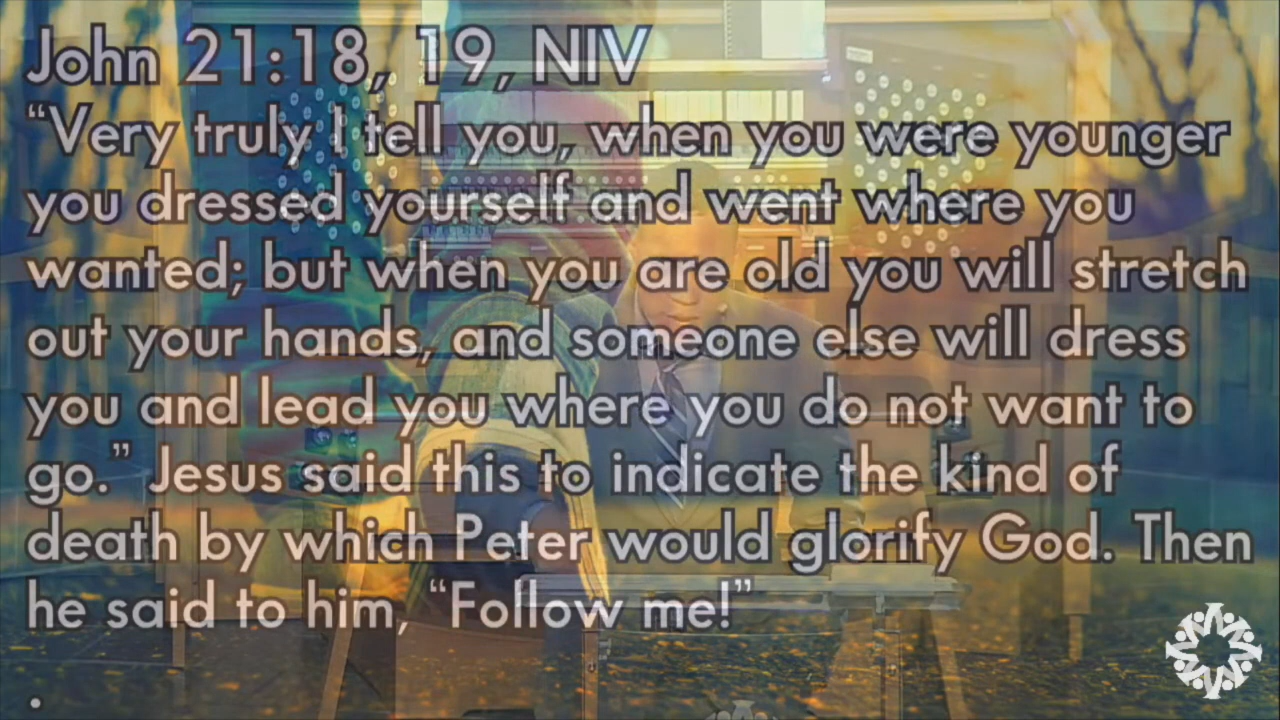 John 21:18, 19, NIV
“Very truly I tell you, when you were younger
you dressed yourself and went where you
wanted; but when you are old you will stretch
out your hands, and someone else will dress
you and lead you where you do not want to
go.” Jesus said this to indicate the kind of
death by which Peter would glorify God. Then
he said to him, “Follow me!”
.